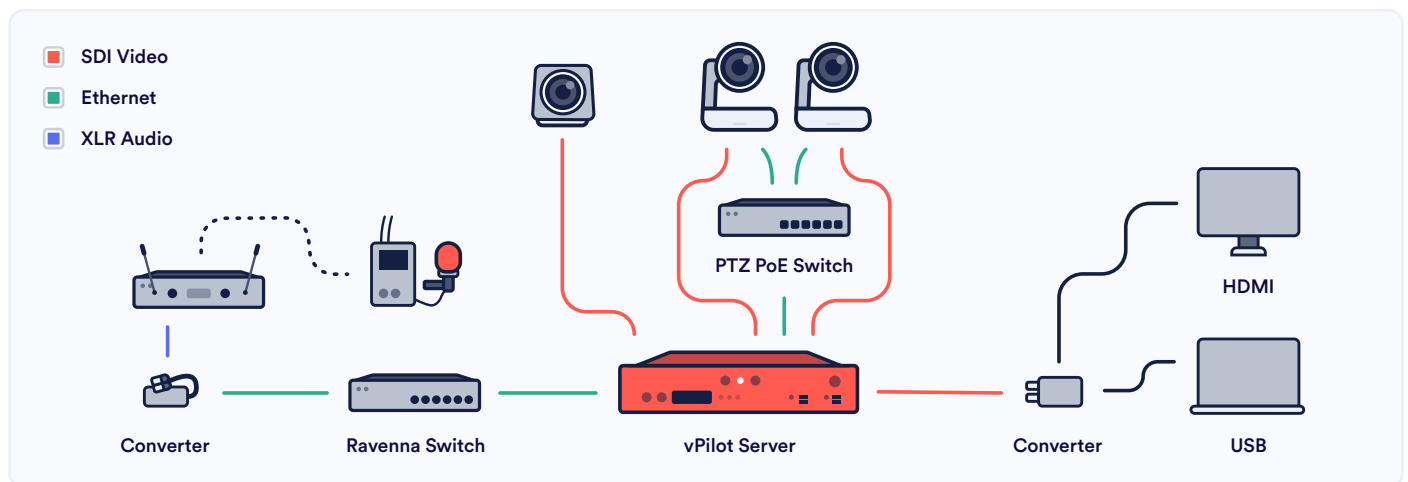 SDI Video
Ethernet
XLR Audio
PTZ PoE Switch
HDMI
Converter
Ravenna Switch
vPilot Server
Converter
USB